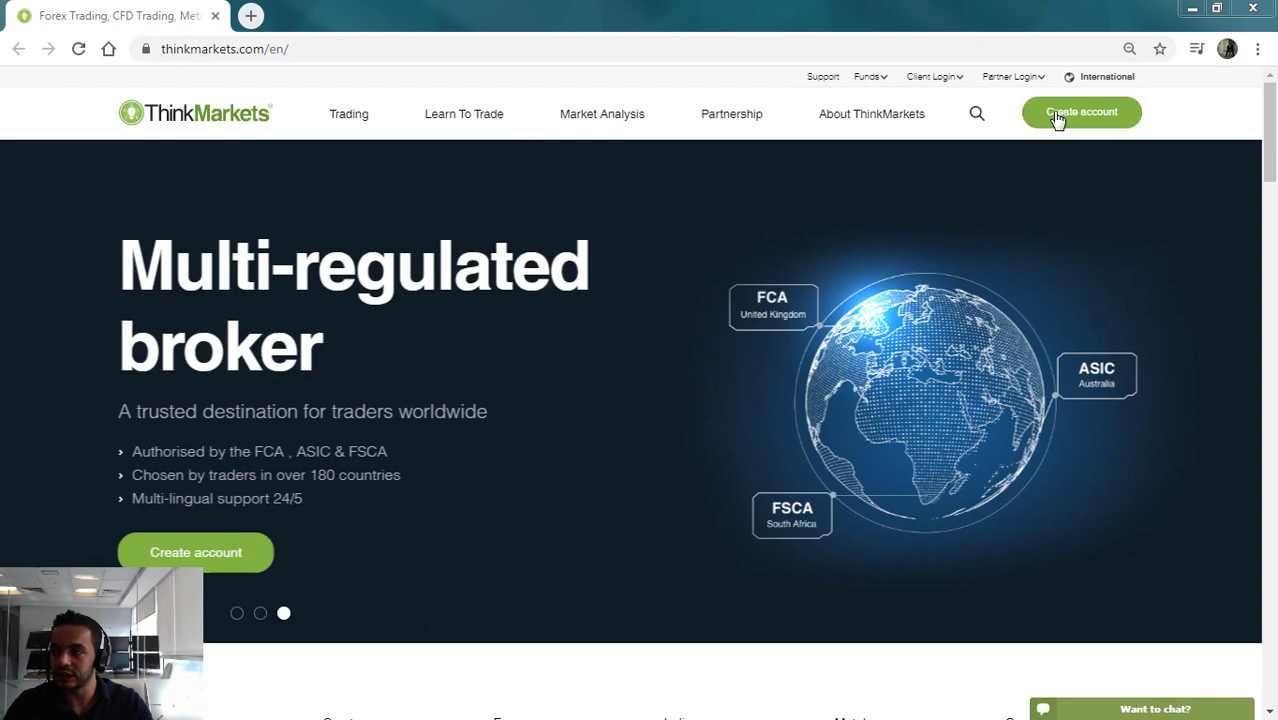 Forex Trading, CFD Trading, Met
thinkmarkets.com/en/
Support Funds Client Login Partner Login International
ThinkMarkets Trading Learn To Trade Market Analysis Partnership About ThinkMarkets Create account
Multi-regulated
broker
A trusted destination for traders worldwide
› Authorised by the FCA , ASIC & FSCA
› Chosen by traders in over 180 countries
› Multi-lingual support 24/5
Create account
FCA
United Kingdom
ASIC
Australia
FSCA
South Africa
Want to chat?